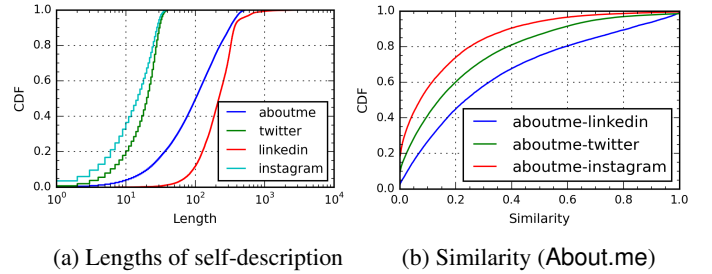 1.0
0.8
0.6
0.4
0.2
0.0
CDF
10^0
10^1
10^2
10^3
10^4
Length
aboutme
twitter
linkedin
instagram
(a) Lengths of self-description
1.0
0.8
0.6
0.4
0.2
0.0
CDF
0.0
0.2
0.4
0.6
0.8
1.0
Similarity
aboutme-linkedin
aboutme-twitter
aboutme-instagram
(b) Similarity (About.me)